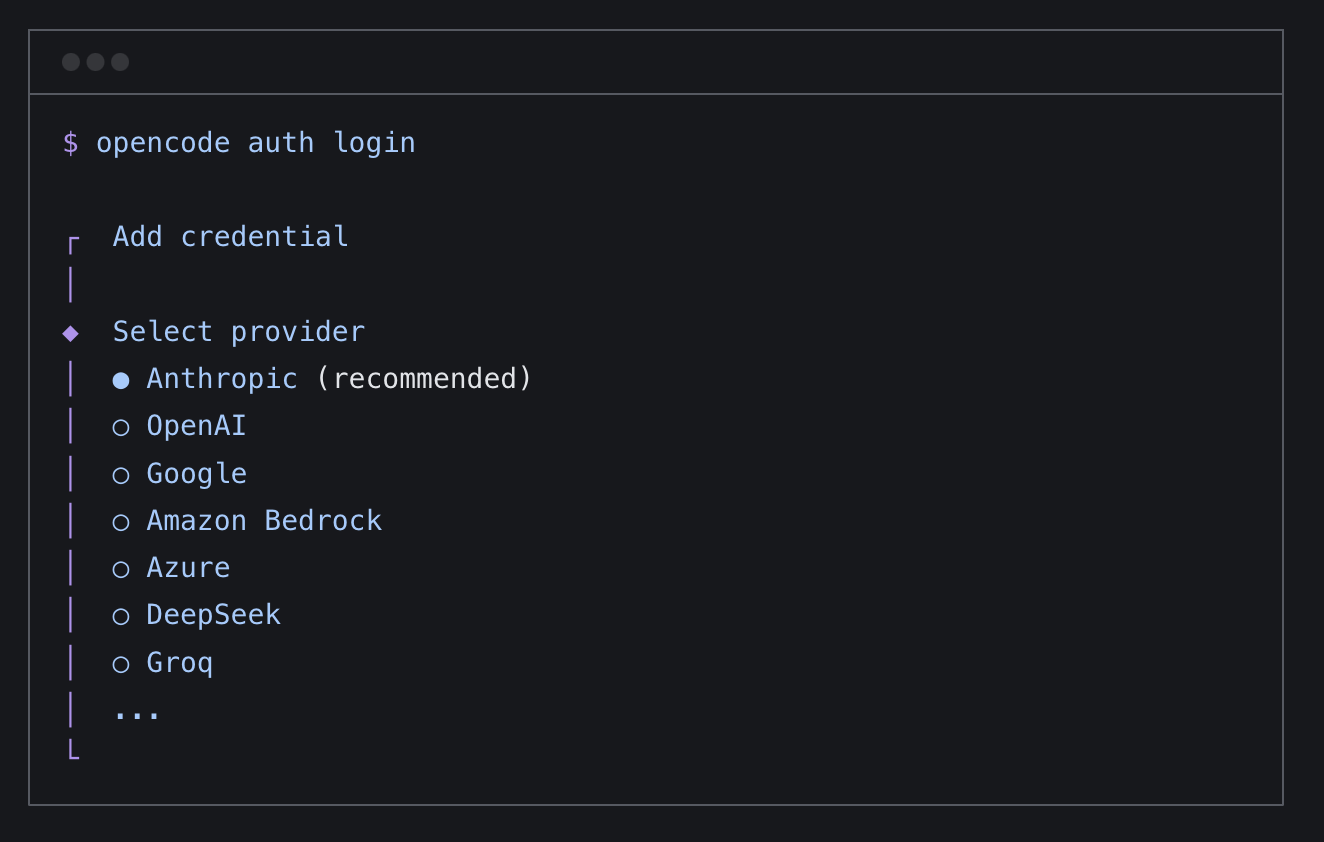 $ opencode auth login
┌  Add credential
│
◆  Select provider
│  ● Anthropic (recommended)
│  ○ OpenAI
│  ○ Google
│  ○ Amazon Bedrock
│  ○ Azure
│  ○ DeepSeek
│  ○ Groq
│  ...
└